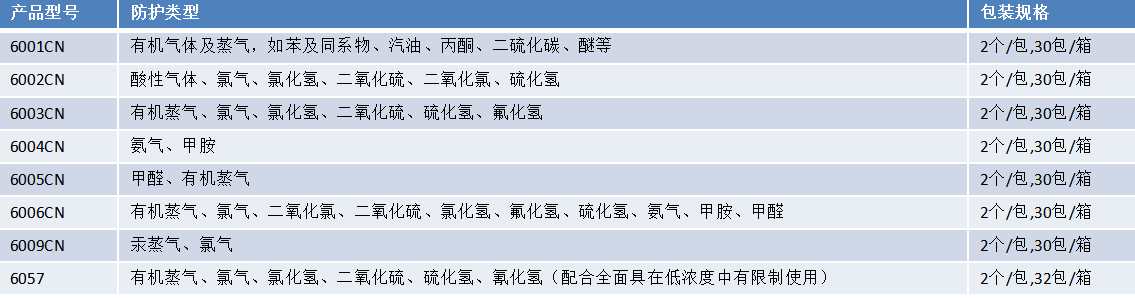 产品型号 防护类型 包装规格
6001CN 有机气体及蒸气，如苯及同系物、汽油、丙酮、二硫化碳、醚等 2个/包,30包/箱
6002CN 酸性气体、氯气、氯化氢、二氧化硫、二氧化氯、硫化氢 2个/包,30包/箱
6003CN 有机蒸气、氯气、氯化氢、二氧化硫、硫化氢、氟化氢 2个/包,30包/箱
6004CN 氨气、甲胺 2个/包,30包/箱
6005CN 甲醛、有机蒸气 2个/包,30包/箱
6006CN 有机蒸气、氯气、二氧化氯、二氧化硫、氯化氢、氟化氢、硫化氢、氨气、甲胺、甲醛 2个/包,30包/箱
6009CN 汞蒸气、氯气 2个/包,30包/箱
6057 有机蒸气、氯气、氯化氢、二氧化硫、硫化氢、氰化氢（配合全面具在低浓度中有限制使用） 2个/包,32包/箱